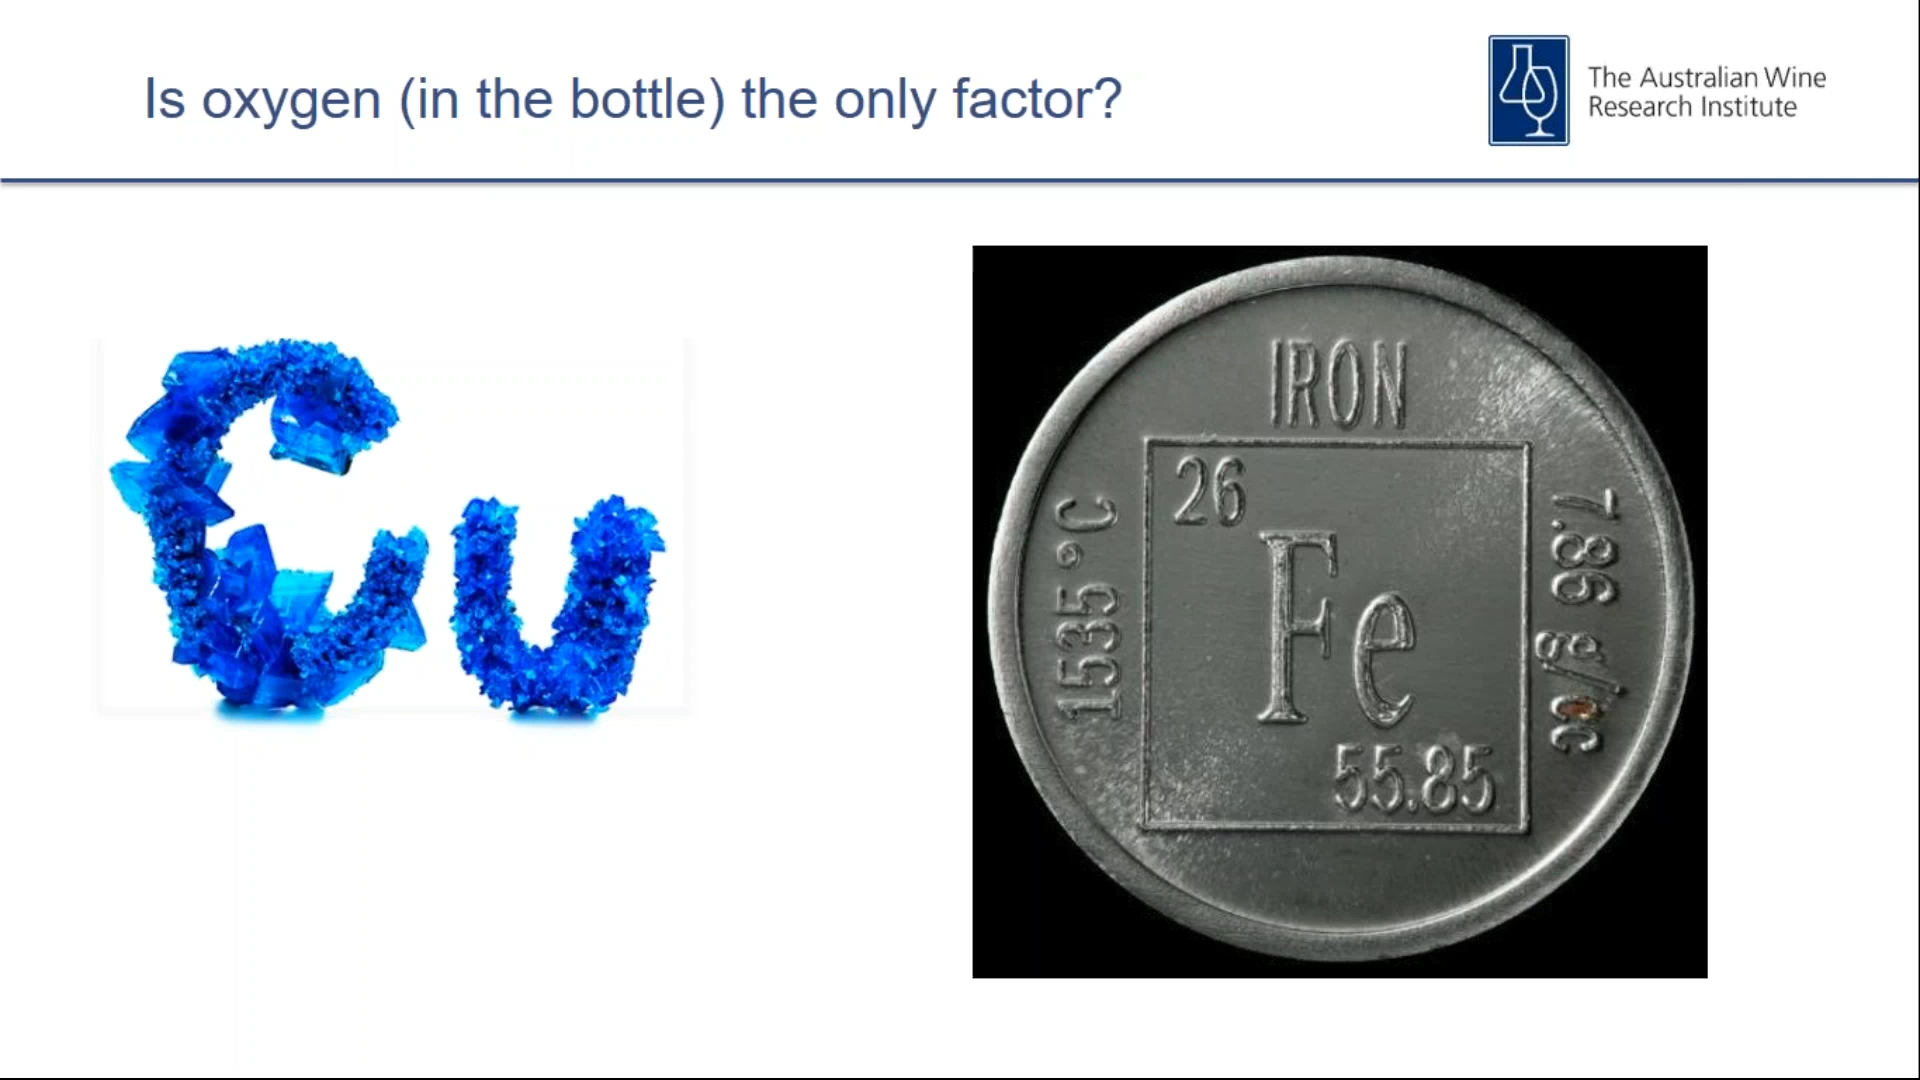 Is oxygen (in the bottle) the only factor?
The Australian Wine
Research Institute
Cu
IRON
26
Fe
55.85
1535 °C
7.86 g/cc